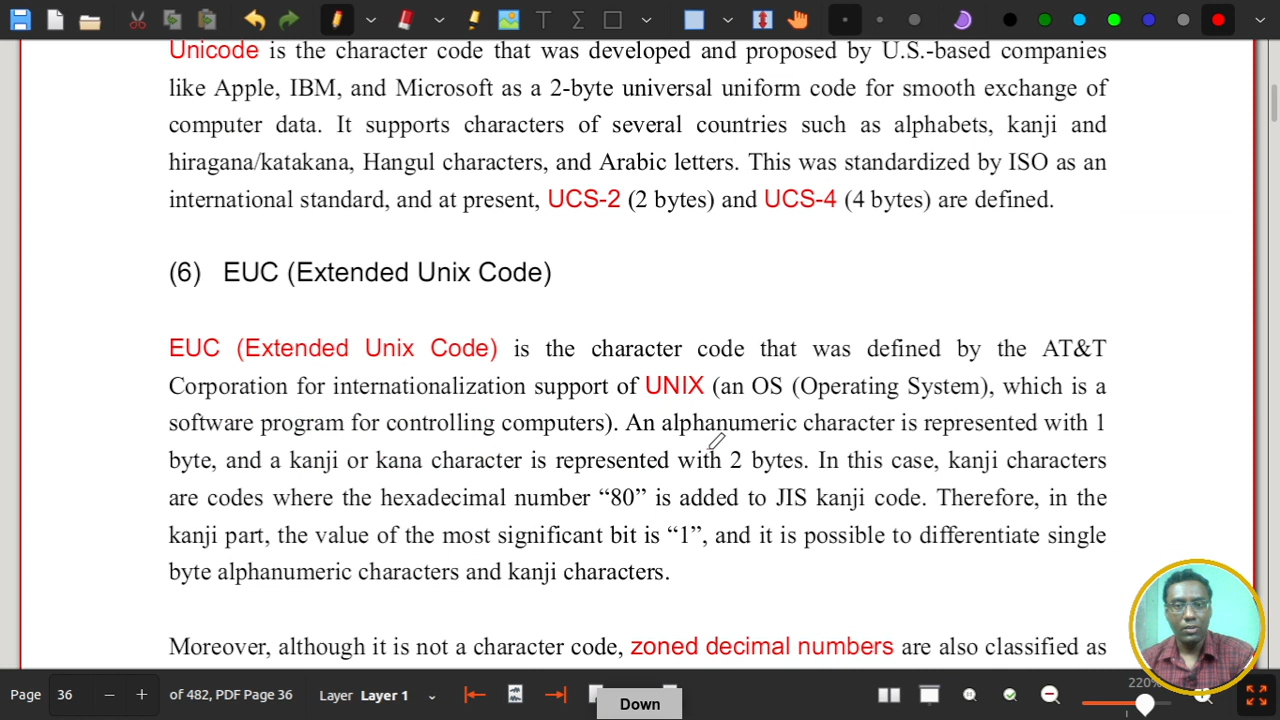 Unicode is the character code that was developed and proposed by U.S.-based companies
like Apple, IBM, and Microsoft as a 2-byte universal uniform code for smooth exchange of
computer data. It supports characters of several countries such as alphabets, kanji and
hiragana/katakana, Hangul characters, and Arabic letters. This was standardized by ISO as an
international standard, and at present, UCS-2 (2 bytes) and UCS-4 (4 bytes) are defined.
(6) EUC (Extended Unix Code)
EUC (Extended Unix Code) is the character code that was defined by the AT&T
Corporation for internationalization support of UNIX (an OS (Operating System), which is a
software program for controlling computers). An alphanumeric character is represented with 1
byte, and a kanji or kana character is represented with 2 bytes. In this case, kanji characters
are codes where the hexadecimal number “80” is added to JIS kanji code. Therefore, in the
kanji part, the value of the most significant bit is “1”, and it is possible to differentiate single
byte alphanumeric characters and kanji characters.
Moreover, although it is not a character code, zoned decimal numbers are also classified as
Page 36 of 482, PDF Page 36 Layer Layer 1 220%
Down